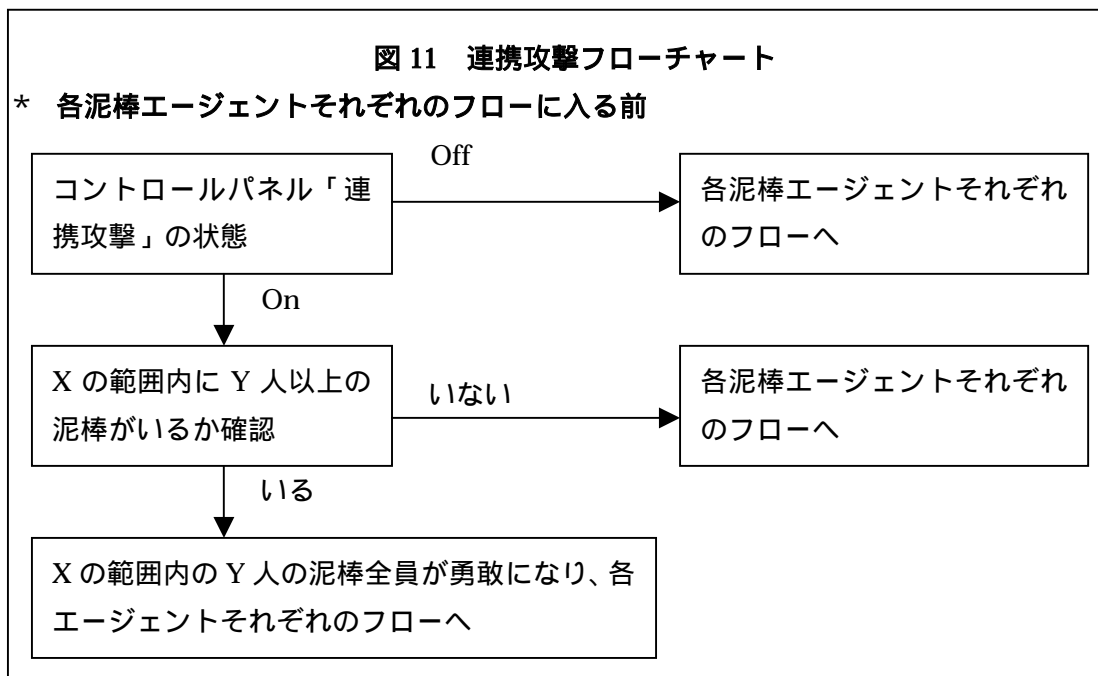 図 11　連携攻撃フローチャート
*　各泥棒エージェントそれぞれのフローに入る前
コントロールパネル「連
携攻撃」の状態
Off
各泥棒エージェントそれぞれ
のフローへ
On
X の範囲内に Y 人以上の
泥棒がいるか確認
いない
各泥棒エージェントそれぞれ
のフローへ
いる
X の範囲内の Y 人の泥棒全員が勇敢になり、各
エージェントそれぞれのフローへ